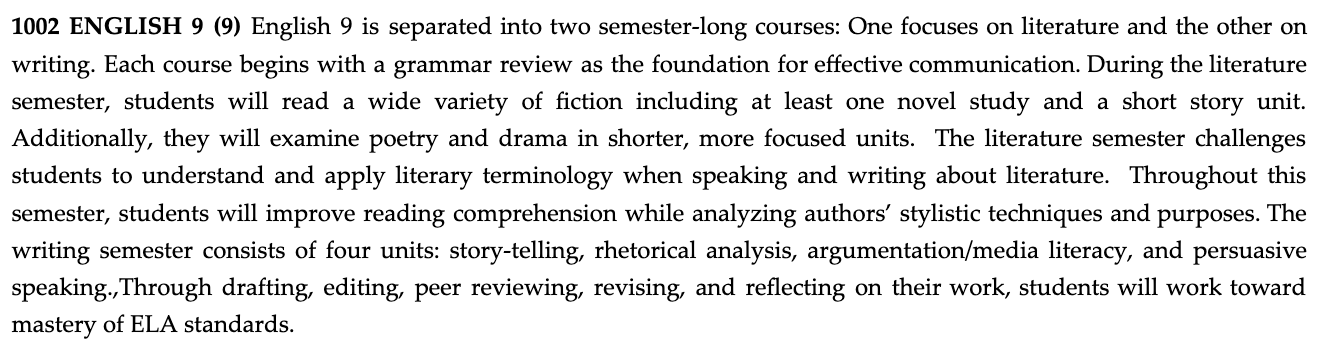 1002 ENGLISH 9 (9) English 9 is separated into two semester-long courses: One focuses on literature and the other on
writing. Each course begins with a grammar review as the foundation for effective communication. During the literature
semester, students will read a wide variety of fiction including at least one novel study and a short story unit.
Additionally, they will examine poetry and drama in shorter, more focused units.  The literature semester challenges
students to understand and apply literary terminology when speaking and writing about literature.  Throughout this
semester, students will improve reading comprehension while analyzing authors’ stylistic techniques and purposes. The
writing semester consists of four units: story-telling, rhetorical analysis, argumentation/media literacy, and persuasive
speaking.,Through drafting, editing, peer reviewing, revising, and reflecting on their work, students will work toward
mastery of ELA standards.